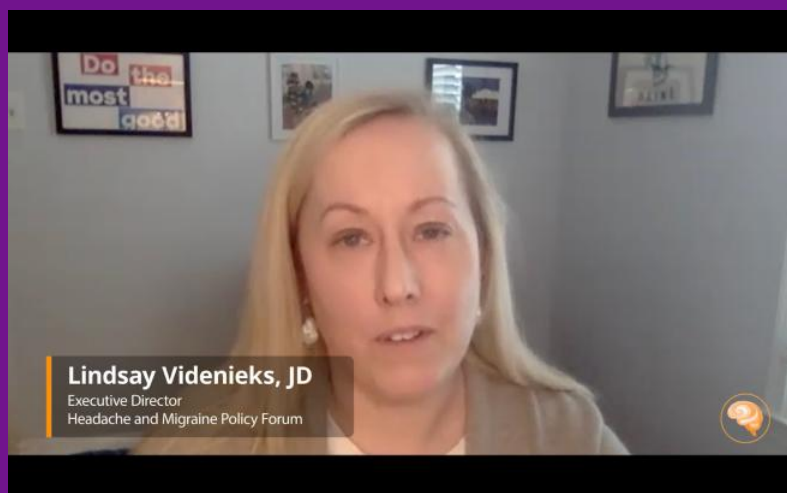 Do the
most
good
Lindsay Videnieks, JD
Executive Director
Headache and Migraine Policy Forum